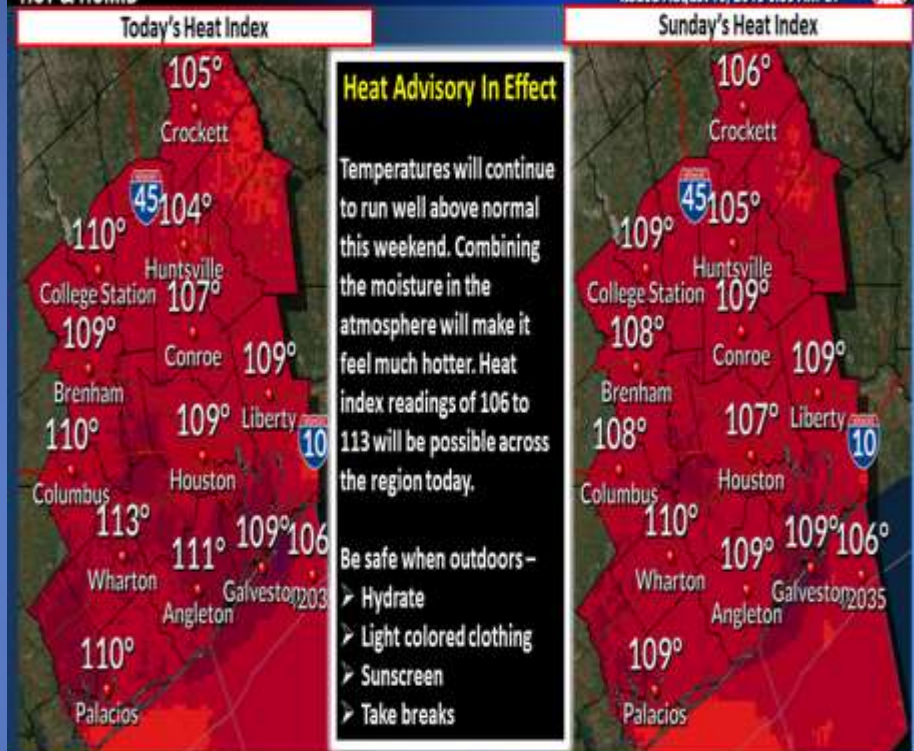 HOT & HUMID
Today's Heat Index
105°
Crockett
45
104°
110°
Huntsville
College Station
107°
109°
Conroe
109°
Brenham
Liberty
110°
109°
10
Houston
Columbus
113°
109°
106
111°
Wharton
Galveston
2035
Angleton
110°
Palacios
Heat Advisory In Effect
Temperatures will continue
to run well above normal
this weekend. Combining
the moisture in the
atmosphere will make it
feel much hotter. Heat
index readings of 106 to
113 will be possible across
the region today.
Be safe when outdoors –
➢ Hydrate
➢ Light colored clothing
➢ Sunscreen
➢ Take breaks
Sunday's Heat Index
106°
Crockett
45
105°
109°
Huntsville
College Station
109°
108°
Conroe
109°
Brenham
Liberty
108°
107°
10
Houston
Columbus
110°
109°
106°
109°
Wharton
Galveston
2035
Angleton
109°
Palacios